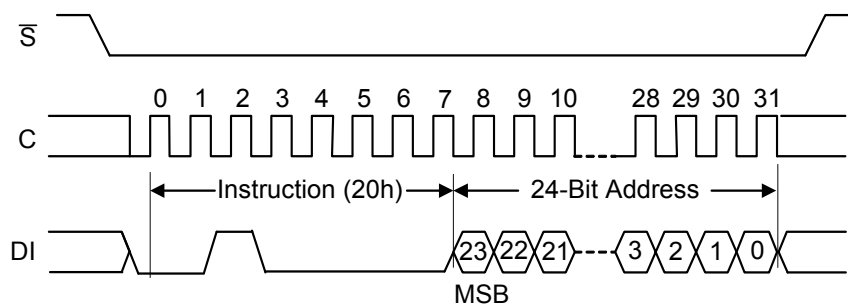 S
0 1 2 3 4 5 6 7 8 9 10 28 29 30 31
C
Instruction (20h) 24-Bit Address
DI 23 22 21 3 2 1 0
MSB